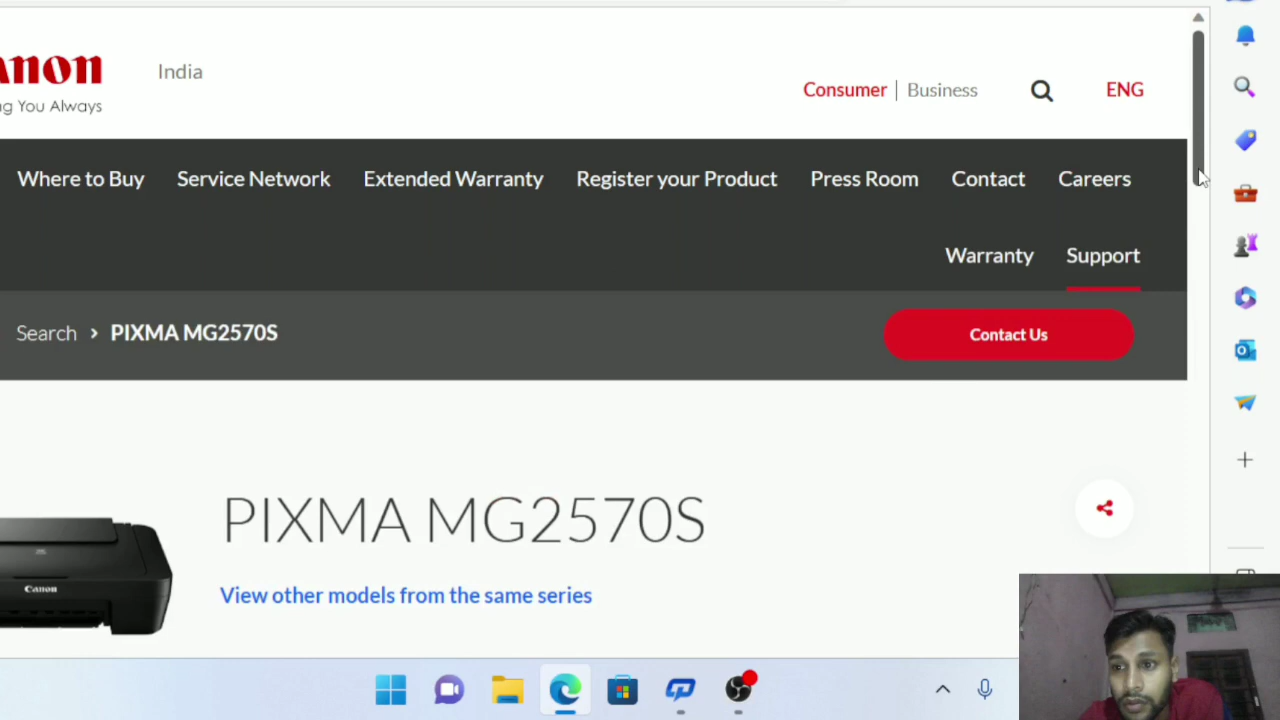 anon
India
ng You Always
Consumer | Business
ENG
Where to Buy Service Network Extended Warranty Register your Product Press Room Contact Careers
Warranty Support
Search > PIXMA MG2570S
Contact Us
PIXMA MG2570S
Canon
View other models from the same series